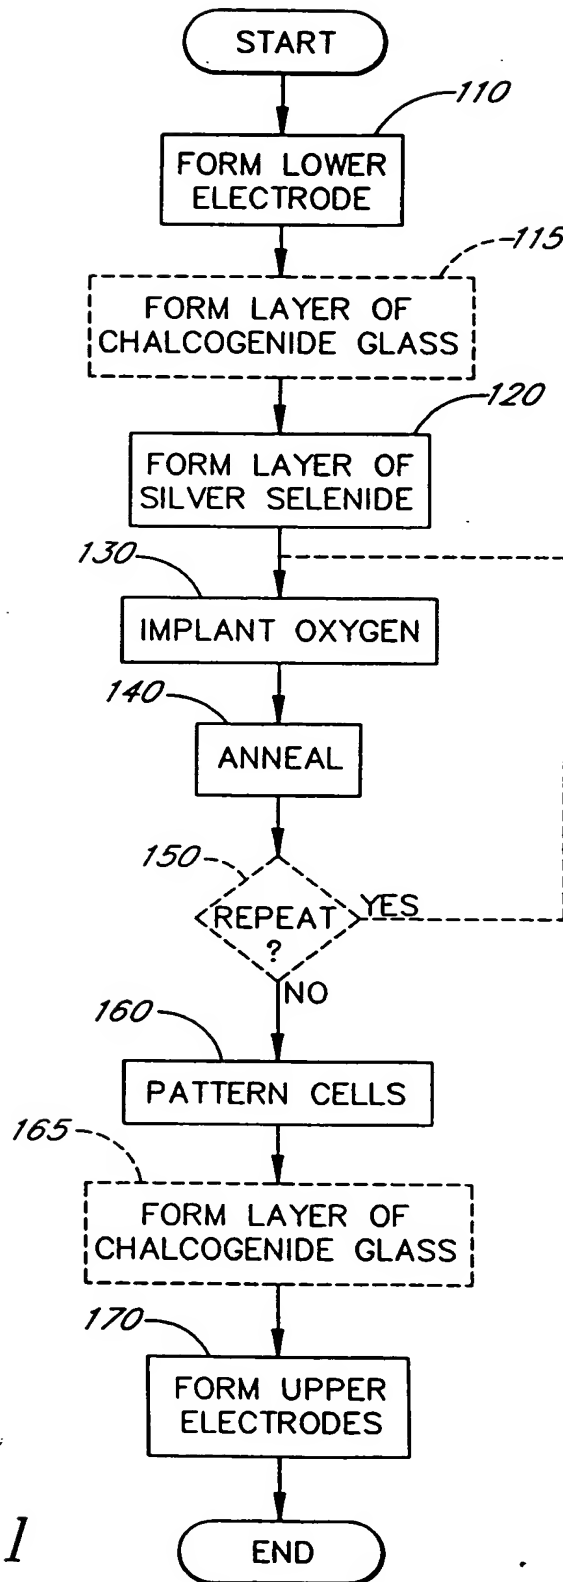 START
110
FORM LOWER
ELECTRODE
115
FORM LAYER OF
CHALCOGENIDE GLASS
120
FORM LAYER OF
SILVER SELENIDE
130
IMPLANT OXYGEN
140
ANNEAL
150
REPEAT
?
YES
NO
160
PATTERN CELLS
165
FORM LAYER OF
CHALCOGENIDE GLASS
170
FORM UPPER
ELECTRODES
1
END